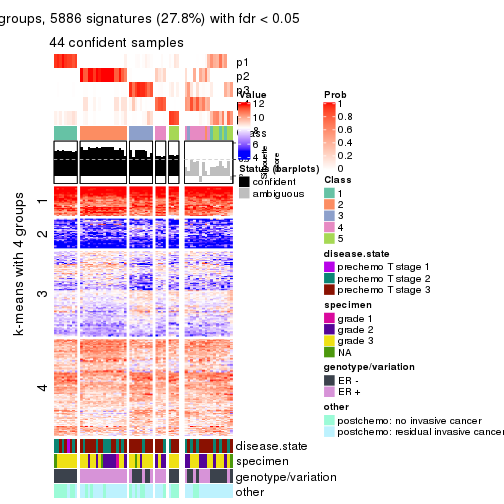 groups, 5886 signatures (27.8%) with fdr < 0.05
44 confident samples
p1
p2
p3
Value
12
10
8
6
4
Silhouette
score
Status (barplots)
confident
ambiguous
k-means with 4 groups
1
2
3
4
disease.state
specimen
genotype/variation
other
Prob
1
0.8
0.6
0.4
0.2
0
Class
1
2
3
4
5
disease.state
prechemo T stage 1
prechemo T stage 2
prechemo T stage 3
specimen
grade 1
grade 2
grade 3
NA
genotype/variation
ER -
ER +
other
postchemo: no invasive cancer
postchemo: residual invasive cancer